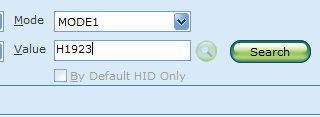 Mode MODE1
Value H1923 Search
By Default HID Only